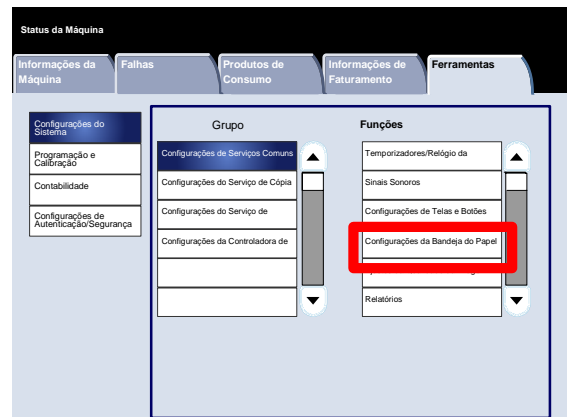 Status da Máquina
Informações da
Máquina
Falhas
Produtos de
Consumo
Informações de
Faturamento
Ferramentas
Configurações do
Sistema
Programação e
Calibração
Contabilidade
Configurações de
Autenticação/Segurança
Grupo
Configurações de Serviços Comuns
Configurações do Serviço de Cópia
Configurações do Serviço de
Configurações da Controladora de
Funções
Temporizadores/Relógio da
Sinais Sonoros
Configurações de Telas e Botões
Configurações da Bandeja do Papel
Relatórios